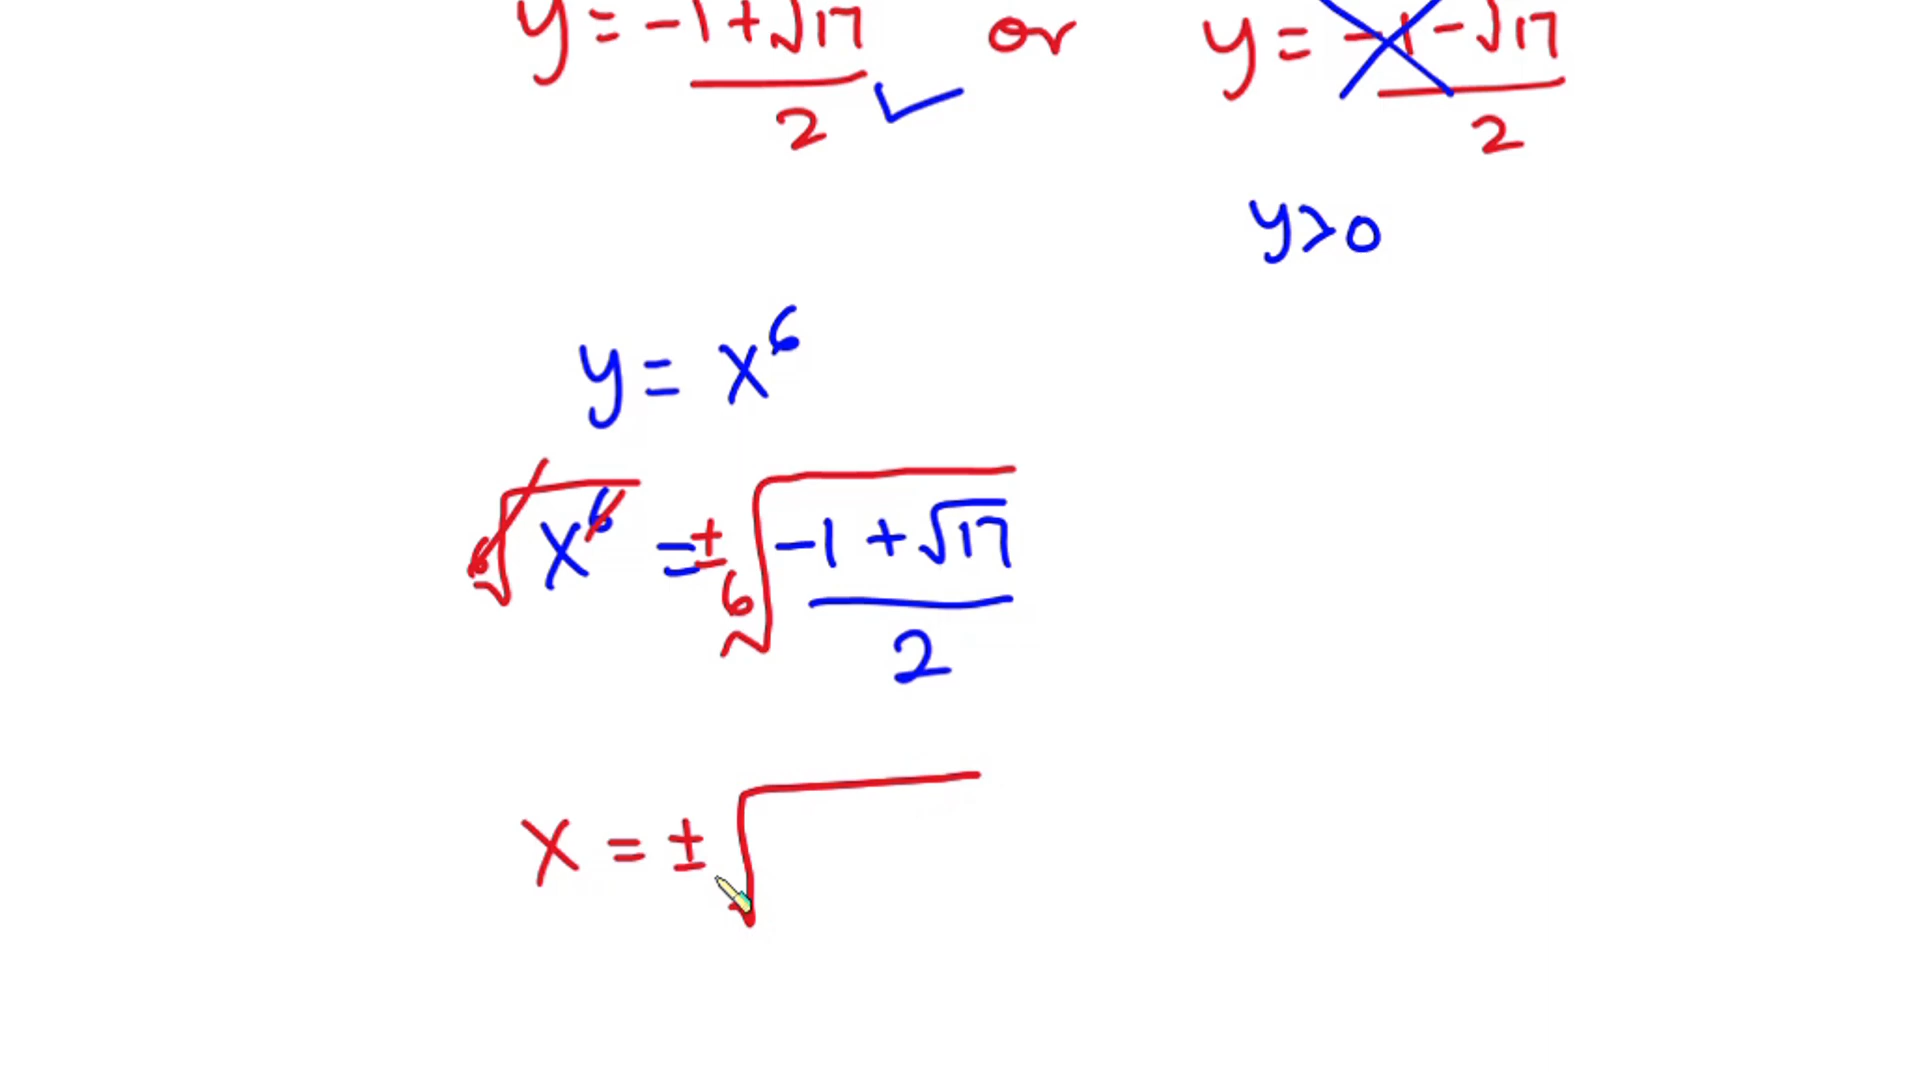 y = -1 + √17 / 2 ✓ or y = -1 - √17 / 2
y > 0
y = x⁶
⁶√x⁶ = ± ⁶√(-1 + √17 / 2)
x = ± √